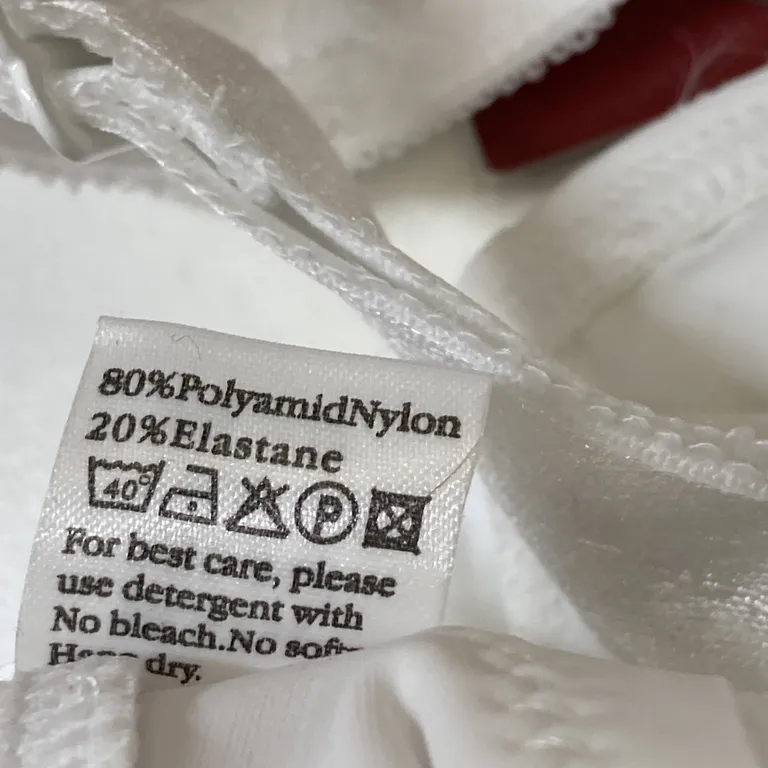 80%PolyamidNylon
20%Elastane
40° P
For best care, please
use detergent with
No bleach.No
dry.